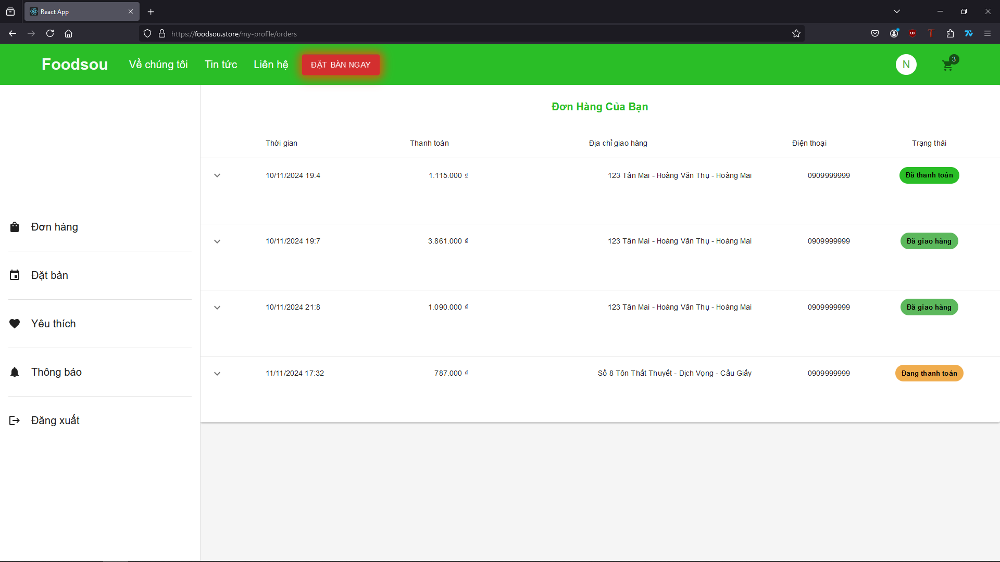 React App
https://foodsou.store/my-profile/orders
Foodsou Về chúng tôi Tin tức Liên hệ ĐẶT BÀN NGAY N 3
Đơn hàng
Đặt bàn
Yêu thích
Thông báo
Đăng xuất
Đơn Hàng Của Bạn
Thời gian Thanh toán Địa chỉ giao hàng Điện thoại Trạng thái
10/11/2024 19:4 1.115.000 ₫ 123 Tân Mai - Hoàng Văn Thụ - Hoàng Mai 0909999999 Đã thanh toán
10/11/2024 19:7 3.861.000 ₫ 123 Tân Mai - Hoàng Văn Thụ - Hoàng Mai 0909999999 Đã giao hàng
10/11/2024 21:8 1.090.000 ₫ 123 Tân Mai - Hoàng Văn Thụ - Hoàng Mai 0909999999 Đã giao hàng
11/11/2024 17:32 787.000 ₫ Số 8 Tôn Thất Thuyết - Dịch Vọng - Cầu Giấy 0909999999 Đang thanh toán